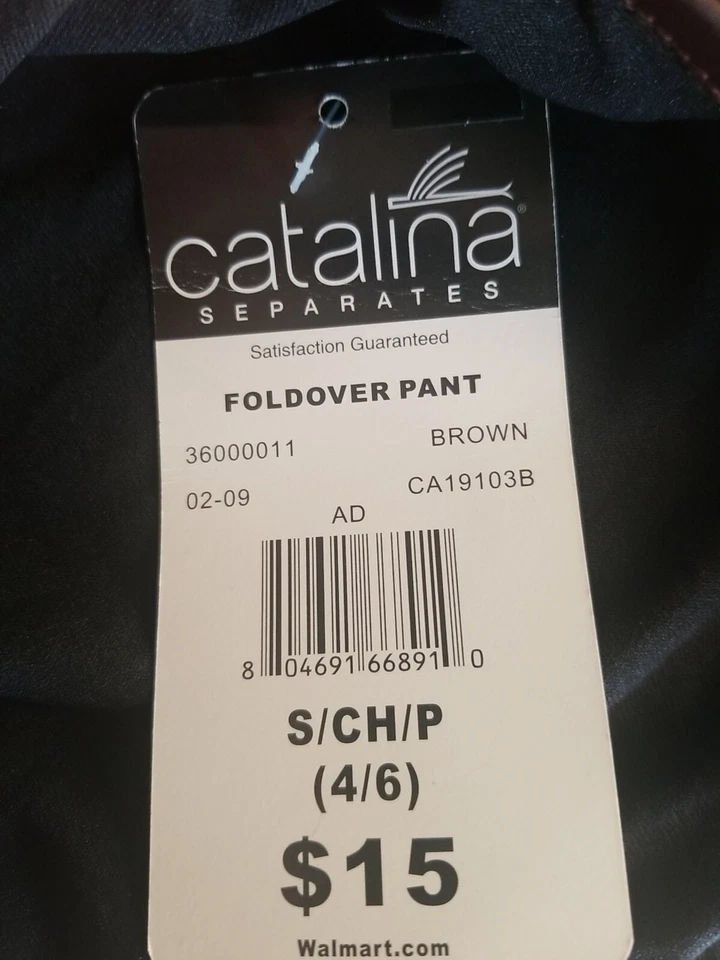 catalina®
SEPARATES
Satisfaction Guaranteed
FOLDOVER PANT
36000011 BROWN
02-09 CA19103B
AD
8 04691 66891 0
S/CH/P
(4/6)
$15
Walmart.com